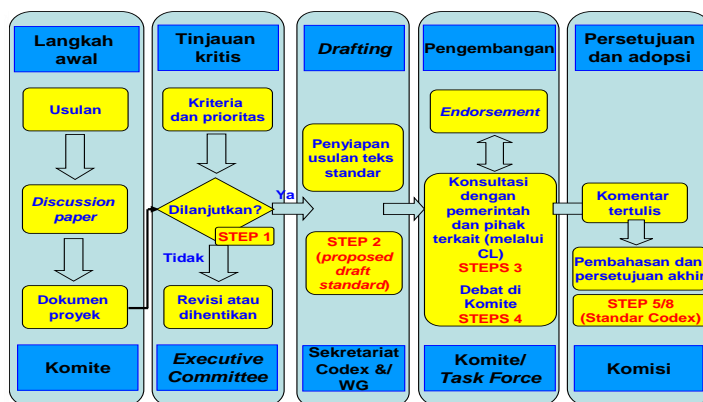 Langkah
awal
Usulan
Discussion
paper
Dokumen
proyek
Komite
Tinjauan
kritis
Kriteria
dan prioritas
Dilanjutkan?
STEP 1
Ya
Tidak
Revisi atau
dihentikan
Executive
Committee
Drafting
Penyiapan
usulan teks
standar
STEP 2
(proposed
draft
standard)
Sekretariat
Codex &/
WG
Pengembangan
Endorsement
Konsultasi
dengan
pemerintah
dan pihak
terkait (melalui
CL)
STEPS 3
Debat di
Komite
STEPS 4
Komite/
Task Force
Persetujuan
dan adopsi
Komentar
tertulis
Pembahasan dan
persetujuan akhir
STEP 5/8
(Standar Codex)
Komisi